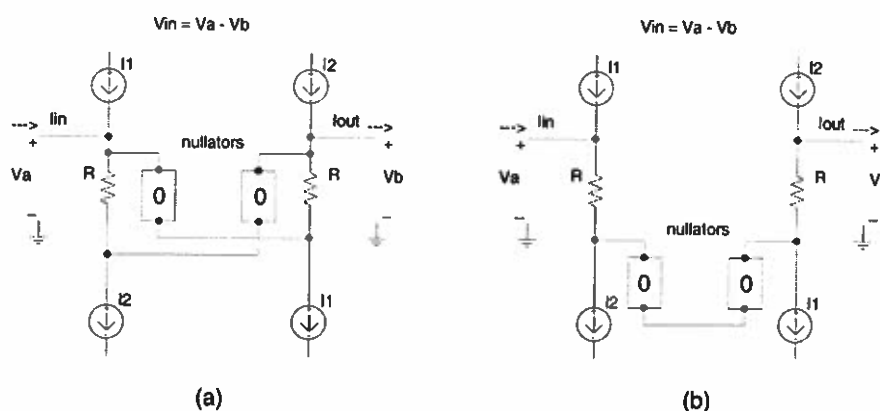 Vin = Va - Vb
I1
I2
Iin
--->
+
nullators
Iout
--->
+
Va
R
0
0
R
Vb
-
-
I2
I1
(a)
Vin = Va - Vb
I1
I2
--->
Iin
+
Iout
--->
+
Va
R
R
V
-
nullators
-
0
0
I2
I1
(b)